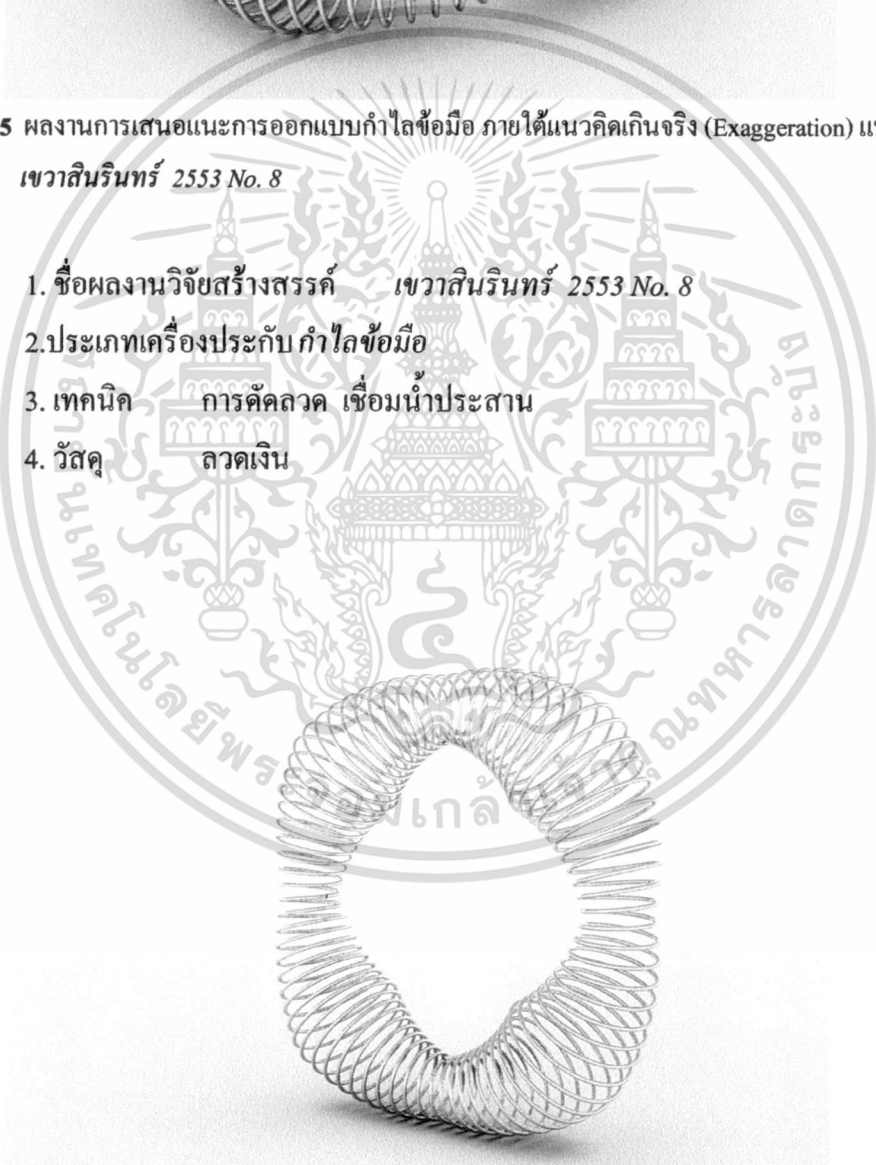 5 ผลงานการเสนอแนะการออกแบบกำไลข้อมือ ภายใต้แนวคิดเกินจริง (Exaggeration)
เขวาสินรินทร์ 2553 No. 8
1. ชื่อผลงานวิจัยสร้างสรรค์ เขวาสินรินทร์ 2553 No. 8
2.ประเภทเครื่องประกับ กำไลข้อมือ
3. เทคนิค การดัดลวด เชื่อมน้ำประสาน
4. วัสดุ ลวดเงิน